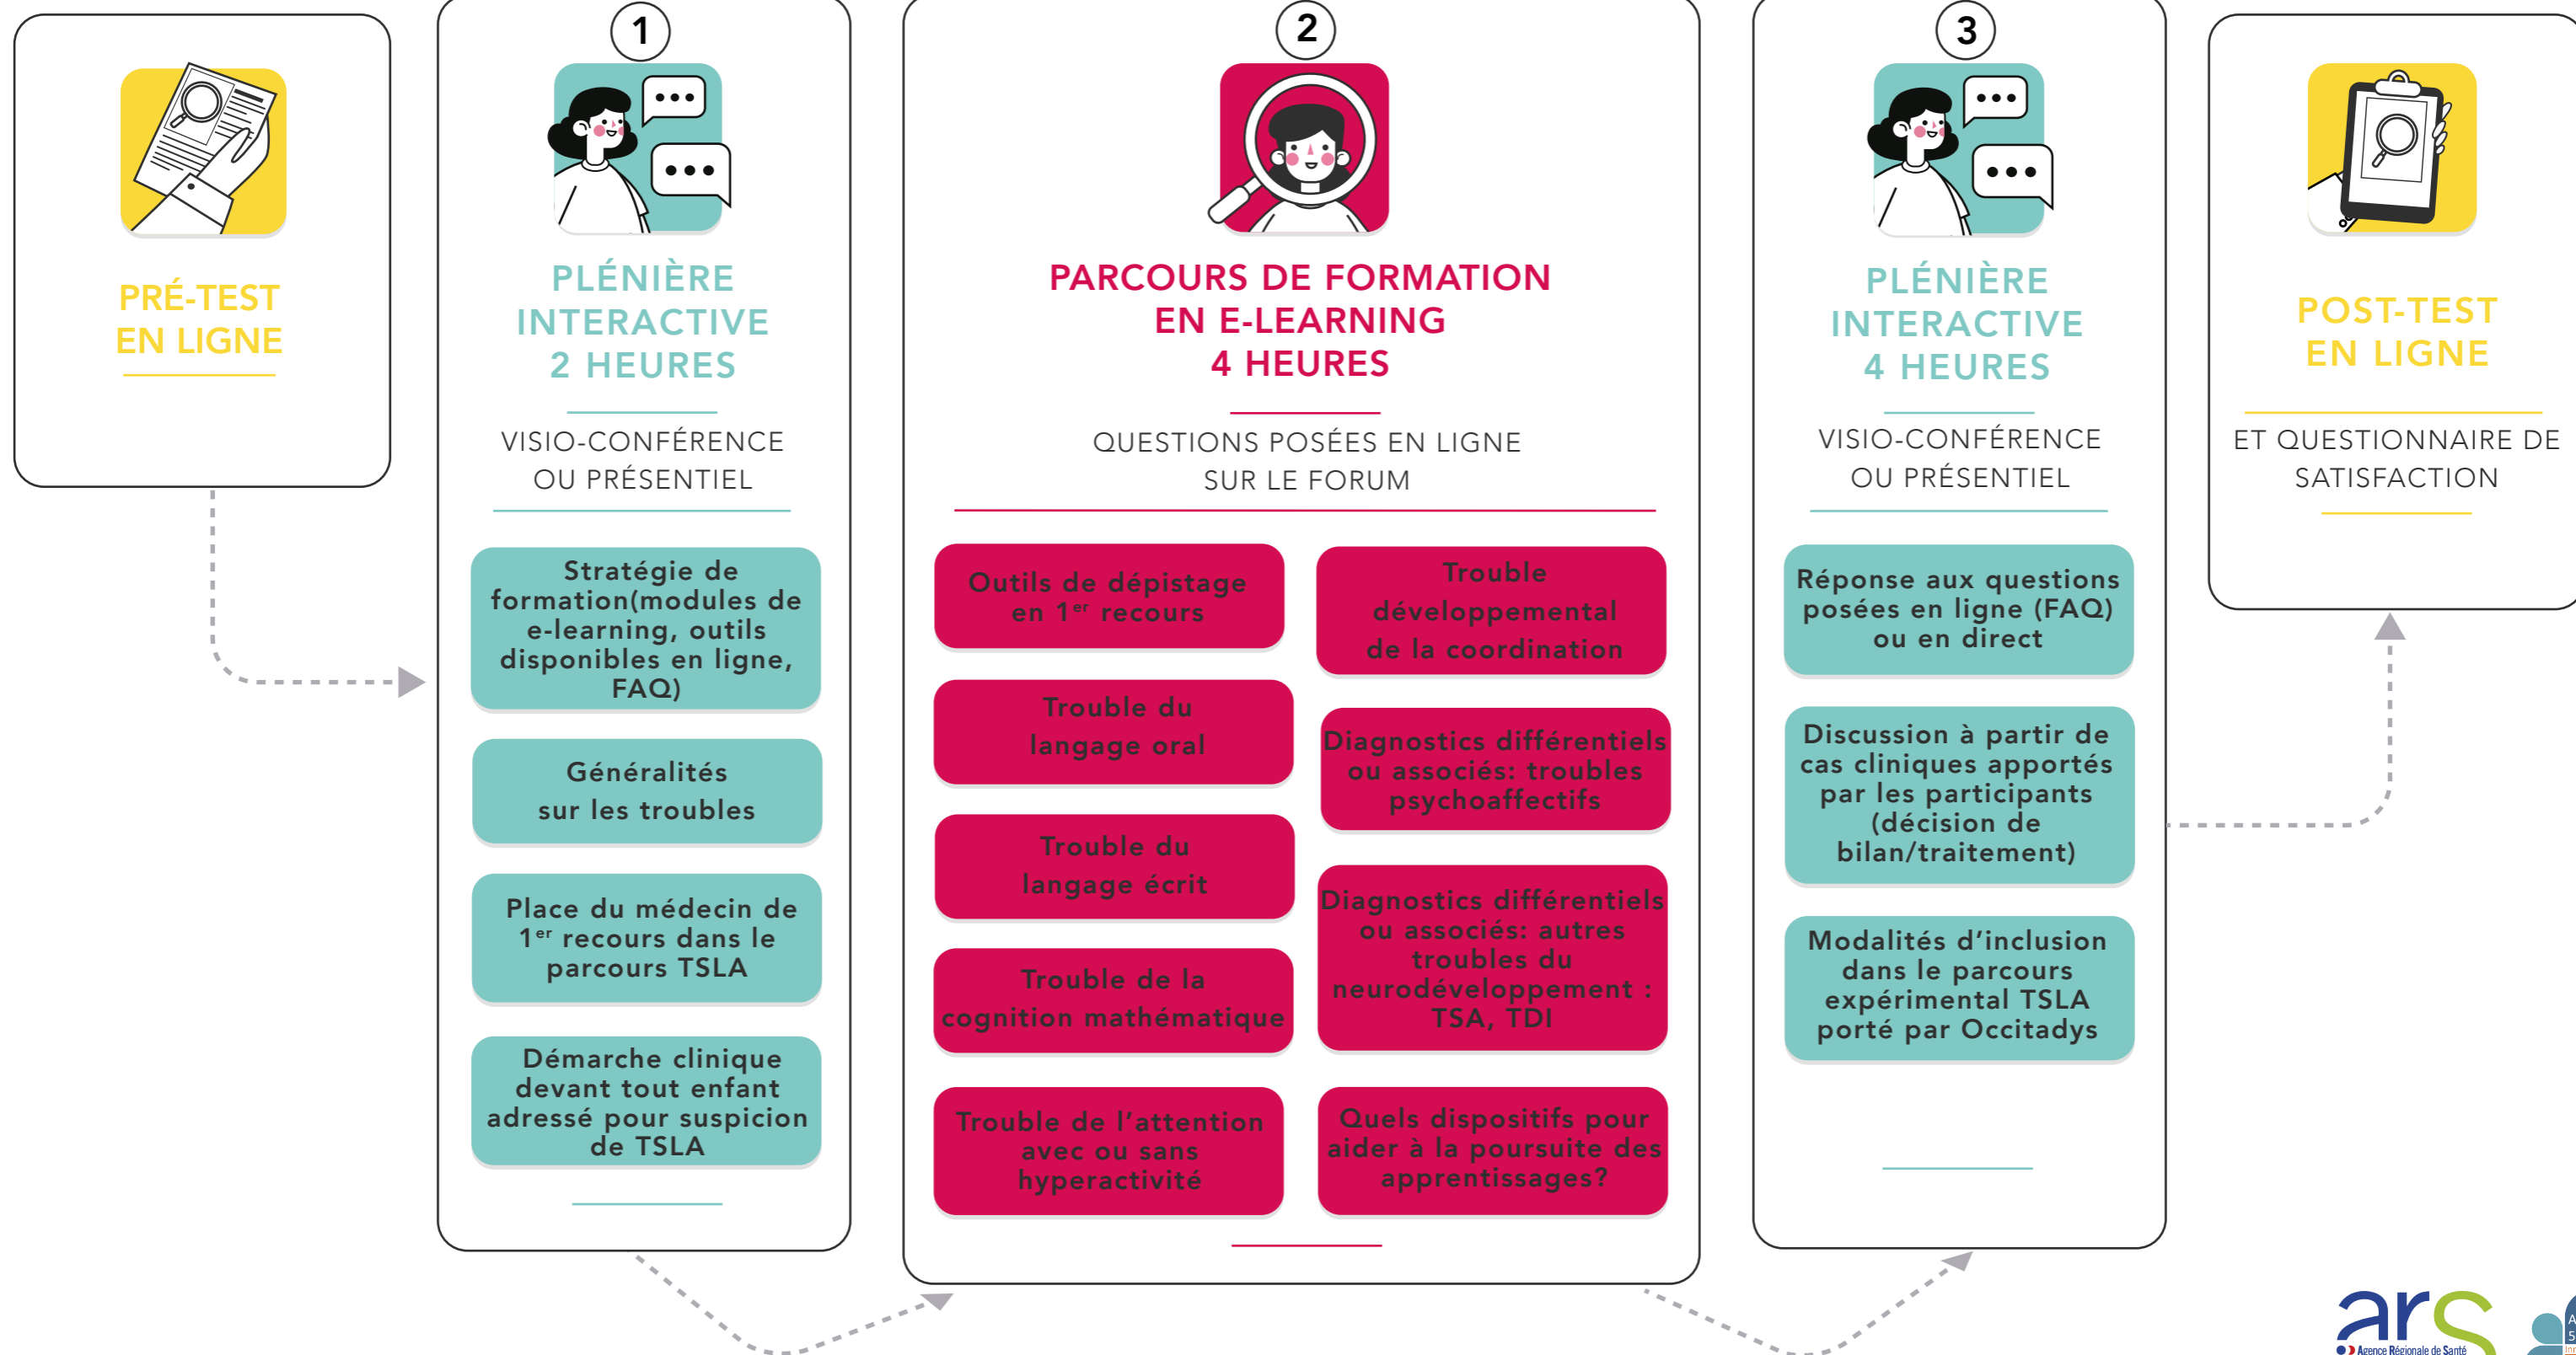 PRÉ-TEST
EN LIGNE
1
PLÉNIÈRE
INTERACTIVE
2 HEURES
VISIO-CONFÉRENCE
OU PRÉSENTIEL
Stratégie de
formation(modules de
e-learning, outils
disponibles en ligne,
FAQ)
Généralités
sur les troubles
Place du médecin de
1er recours dans le
parcours TSLA
Démarche clinique
devant tout enfant
adressé pour suspicion
de TSLA
2
PARCOURS DE FORMATION
EN E-LEARNING
4 HEURES
QUESTIONS POSÉES EN LIGNE
SUR LE FORUM
Outils de dépistage
en 1er recours
Trouble du
langage oral
Trouble du
langage écrit
Trouble de la
cognition mathématique
Trouble de l'attention
avec ou sans
hyperactivité
Trouble
développemental
de la coordination
Diagnostics différentiels
ou associés: troubles
psychoaffectifs
Diagnostics différentiels
ou associés: autres
troubles du
neurodéveloppement :
TSA, TDI
Quels dispositifs pour
aider à la poursuite des
apprentissages?
3
PLÉNIÈRE
INTERACTIVE
4 HEURES
VISIO-CONFÉRENCE
OU PRÉSENTIEL
Réponse aux questions
posées en ligne (FAQ)
ou en direct
Discussion à partir de
cas cliniques apportés
par les participants
(décision de
bilan/traitement)
Modalités d'inclusion
dans le parcours
expérimental TSLA
porté par Occitadys
POST-TEST
EN LIGNE
ET QUESTIONNAIRE DE
SATISFACTION
ars
Agence Régionale de Santé